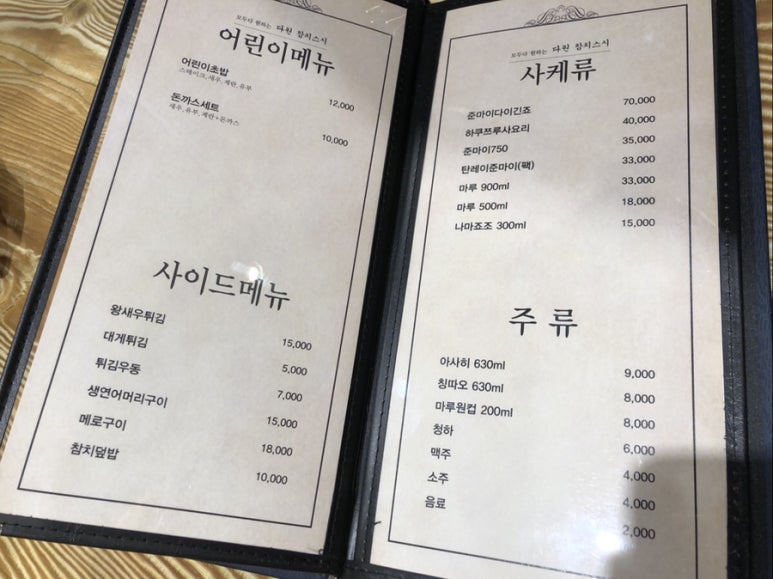 모두다 원하는 다원 참치스시
어린이메뉴
어린이초밥 12,000
스테이크, 새우, 계란, 유부
돈까스세트 10,000
새우, 유부, 계란+돈까스
사이드메뉴
왕새우튀김 15,000
대게튀김 5,000
튀김우동 7,000
생연어머리구이 15,000
메로구이 18,000
참치덮밥 10,000
모두다 원하는 다원 참치스시
사케류
준마이다이긴죠 70,000
하쿠쯔루사요리 40,000
준마이750 35,000
탄레이준마이(팩) 33,000
마루 900ml 33,000
마루 500ml 18,000
나마죠조 300ml 15,000
주 류
아사히 630ml 9,000
칭따오 630ml 8,000
마루원컵 200ml 8,000
청하 6,000
맥주 4,000
소주 4,000
음료 2,000